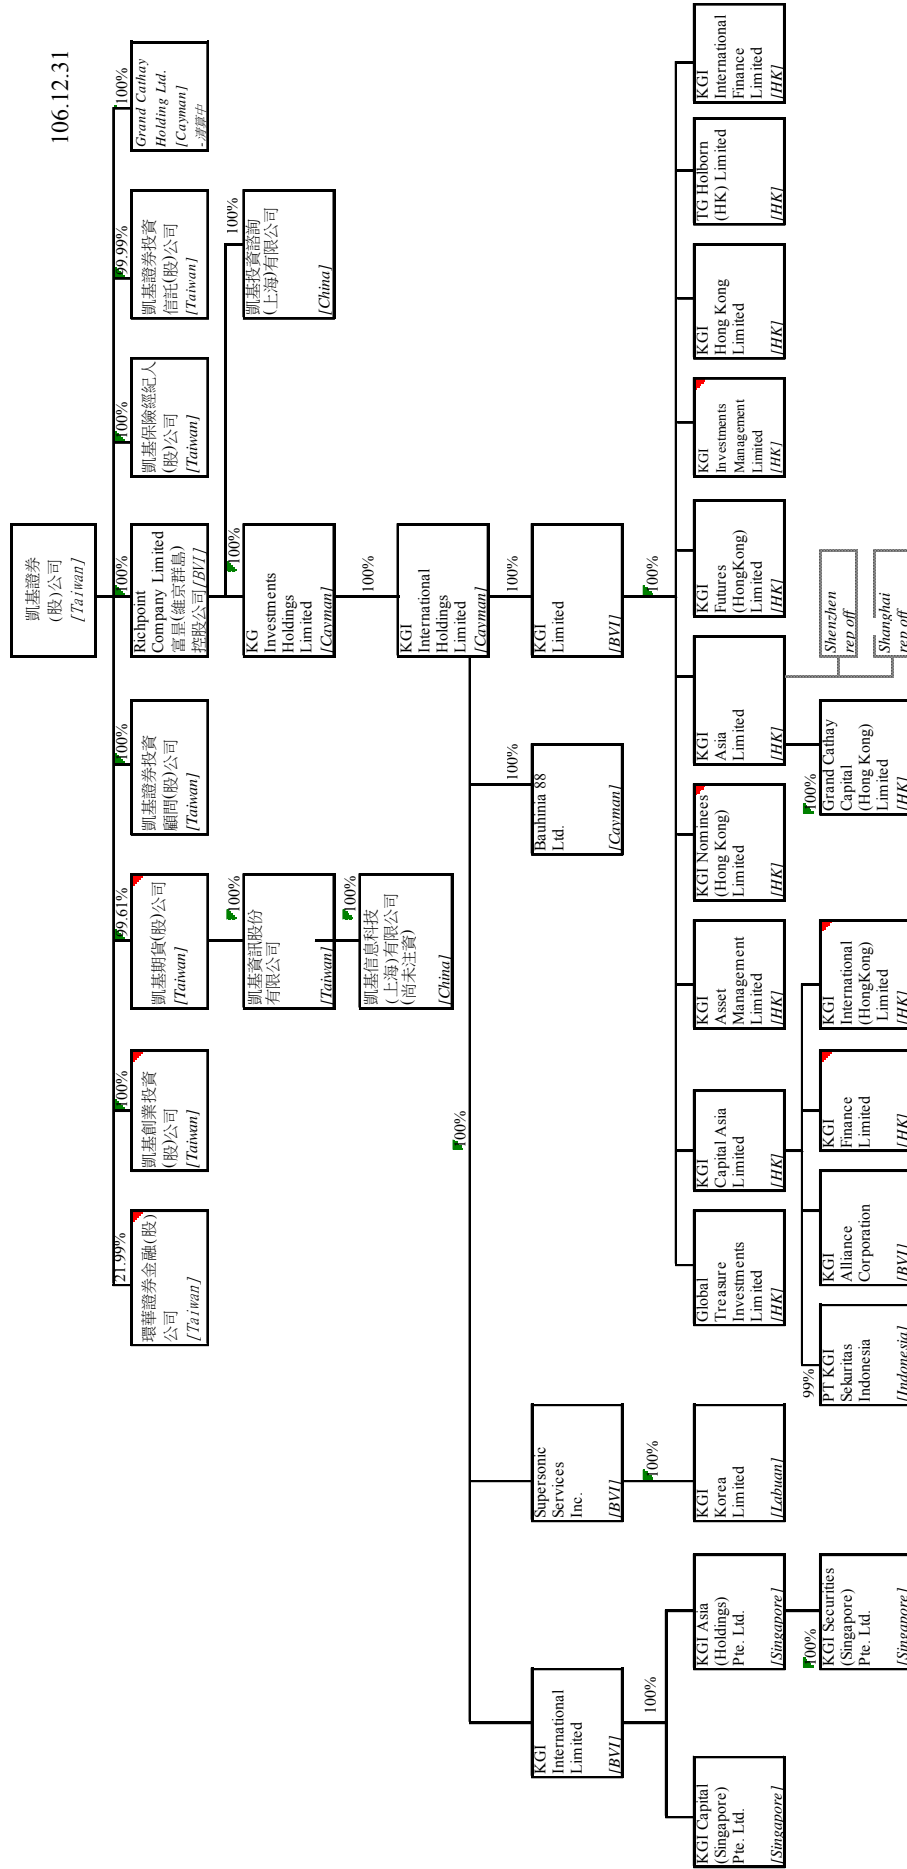 106.12.31
凱基證券
(股)公司
[Taiwan]
21.99%
環華證券金融(股)
公司
[Taiwan]
100%
凱基創業投資
(股)公司
[Taiwan]
99.61%
凱基期貨(股)公司
[Taiwan]
100%
凱基證券投資
顧問(股)公司
[Taiwan]
100%
Richpoint
Company Limited
富昰(維京群島)
控股公司[BVI]
100%
凱基保險經紀人
(股)公司
[Taiwan]
99.99%
凱基證券投資
信託(股)公司
[Taiwan]
100%
Grand Cathay
Holding Ltd.
[Cayman]
-清算中
100%
凱基資訊股份
有限公司
[Taiwan]
100%
KG
Investments
Holdings
Limited
[Cayman]
100%
凱基投資諮詢
(上海)有限公司
[China]
100%
凱基信息科技
(上海)有限公司
(尚未注資)
[China]
100%
KGI
International
Holdings
Limited
[Cayman]
100%
KGI
International
Limited
[BVI]
Supersonic
Services
Inc.
[BVI]
100%
Bauhinia 88
Ltd.
[Cayman]
100%
KGI
Limited
[BVI]
100%
KGI Capital
(Singapore)
Pte. Ltd.
[Singapore]
KGI Asia
(Holdings)
Pte. Ltd.
[Singapore]
100%
KGI
Korea
Limited
[Labuan]
100%
Global
Treasure
Investments
Limited
[HK]
KGI
Capital Asia
Limited
[HK]
KGI
Asset
Management
Limited
[HK]
KGI Nominees
(Hong Kong)
Limited
[HK]
KGI
Asia
Limited
[HK]
KGI
Futures
(HongKong)
Limited
[HK]
KGI
Investments
Management
Limited
[HK]
KGI
Hong Kong
Limited
[HK]
TG Holborn
(HK) Limited
[HK]
KGI
International
Finance
Limited
[HK]
100%
KGI Securities
(Singapore)
Pte. Ltd.
[Singapore]
99%
PT KGI
Sekuritas
Indonesia
[Indonesia]
KGI
Alliance
Corporation
[BVI]
KGI
Finance
Limited
[HK]
KGI
International
(HongKong)
Limited
[HK]
100%
Grand Cathay
Capital
(Hong Kong)
Limited
[HK]
Shenzhen
rep off
Shanghai
rep off